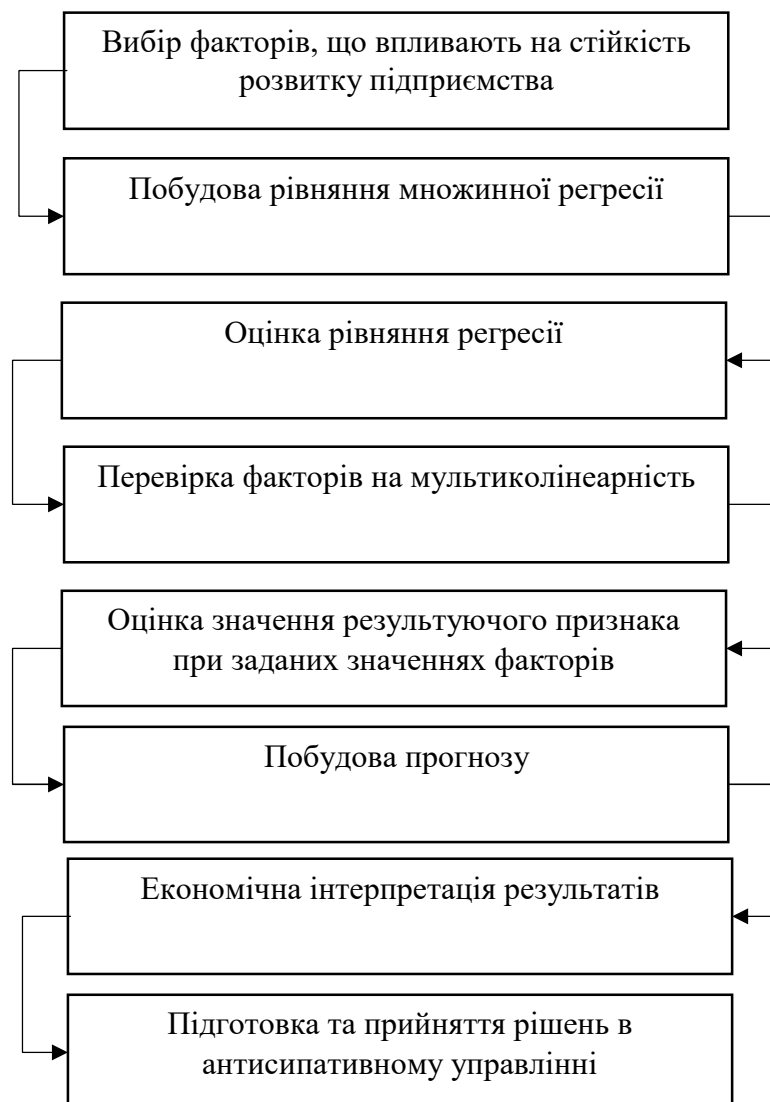 Вибір факторів, що впливають на стійкість
розвитку підприємства
Побудова рівняння множинної регресії
Оцінка рівняння регресії
Перевірка факторів на мультиколінеарність
Оцінка значення результуючого признака
при заданих значеннях факторів
Побудова прогнозу
Економічна інтерпретація результатів
Підготовка та прийняття рішень в
антисипативному управлінні